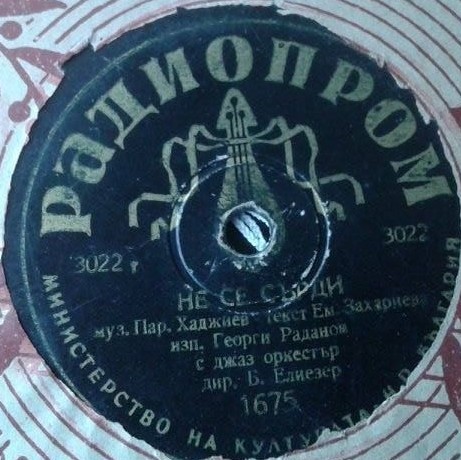 Радиопром
3022
3022
НЕ СЕ СЪРДИ
муз. Пар. Хаджиев текст Ем. Захариева
изп. Георги Раданов
с джаз оркестър
дир. Б. Елиезер
1675
МИНИСТЕРСТВО НА КУЛТУРАТА Н.Р. БЪЛГАРИЯ